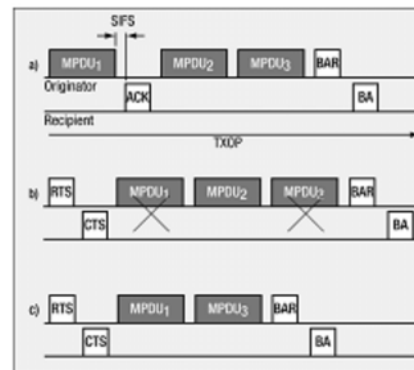 SIFS
a) MPDU1 MPDU2 MPDU3 BAR
Originator
ACK BA
Recipient
TXOP
b) RTS MPDU1 MPDU2 MPDU3 BAR
CTS BA
c) RTS MPDU1 MPDU3 BAR
CTS BA